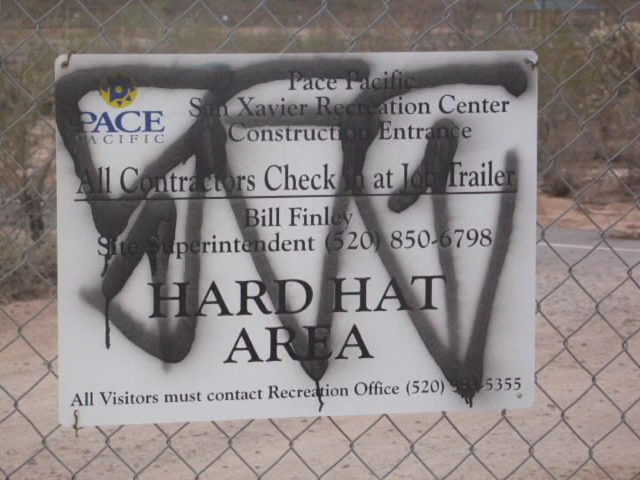 PACE
PACIFIC
Pace Pacific
San Xavier Recreation Center
Construction Entrance
All Contractors Check In at Job Trailer
Bill Finley
Site Superintendent (520) 850-6798
HARD HAT
AREA
All Visitors must contact Recreation Office (520)